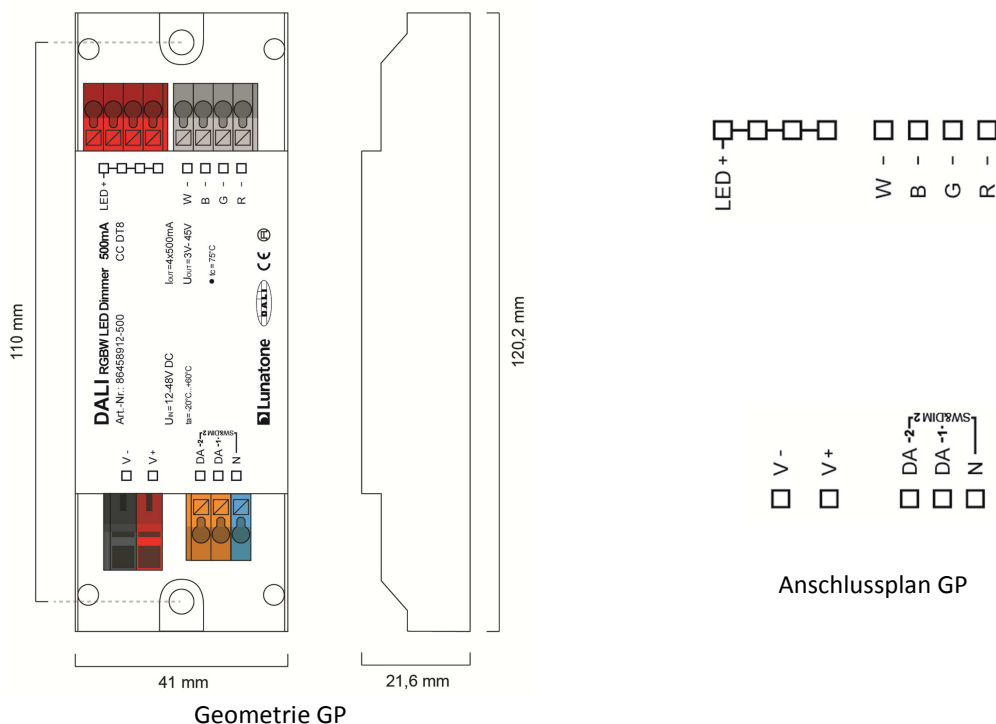 LED +
W -
B -
G -
R -
DALI RGBW LED Dimmer 500mA
Art.-Nr.: 86458912-500 CC DT8
UIN=12-48V DC
IOUT=4x500mA
UOUT=3V-45V
ta=-20°C...+60°C
• tc=75°C
Lunatone
DALI
CE
V -
V+
DA -2-
DA -1-
N
SW&DIM 2
110 mm
41 mm
120,2 mm
21,6 mm
Geometrie GP
LED +
W -
B -
G -
R -
V -
V+
DA -2-
DA -1-
N
SW&DIM 2
Anschlussplan GP